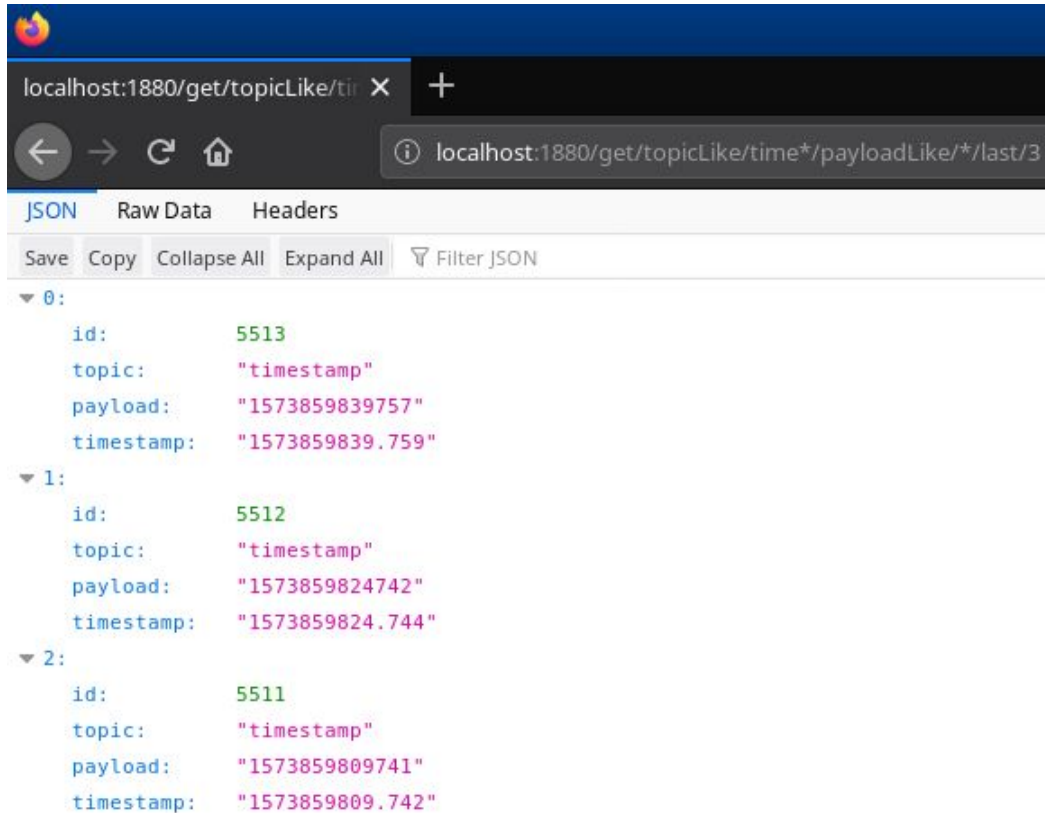 localhost:1880/get/topicLike/tir
localhost:1880/get/topicLike/time*/payloadLike/*/last/3
JSON Raw Data Headers
Save Copy Collapse All Expand All Filter JSON
0:
id: 5513
topic: "timestamp"
payload: "1573859839757"
timestamp: "1573859839.759"
1:
id: 5512
topic: "timestamp"
payload: "1573859824742"
timestamp: "1573859824.744"
2:
id: 5511
topic: "timestamp"
payload: "1573859809741"
timestamp: "1573859809.742"